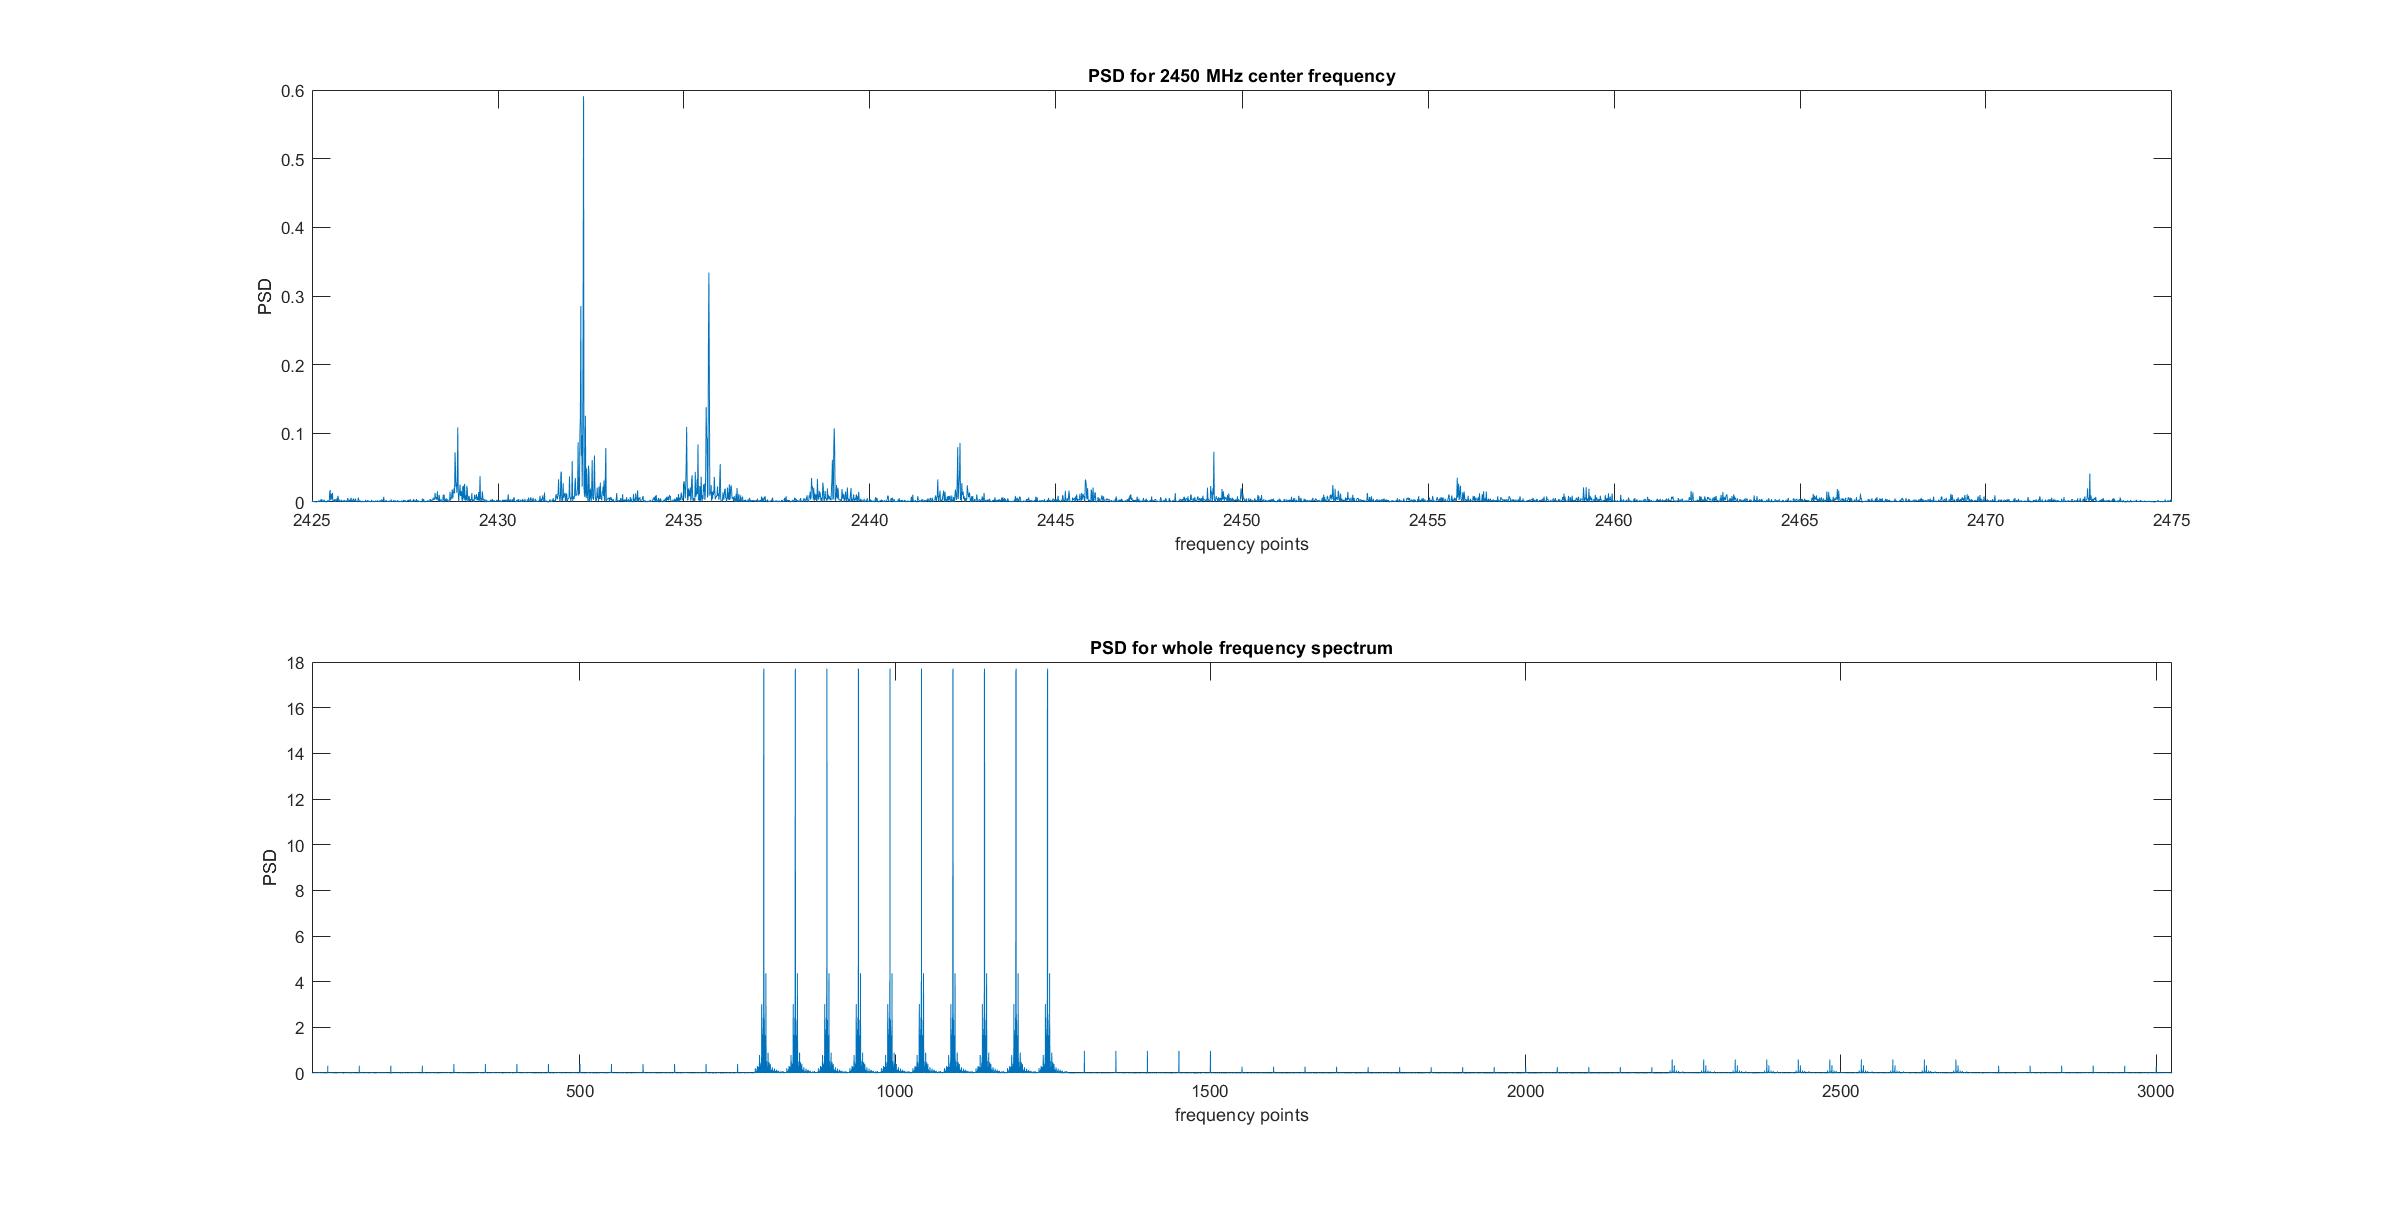 PSD for 2450 MHz center frequency
0.6
0.5
0.4
0.3
0.2
0.1
0
PSD
2425 2430 2435 2440 2445 2450 2455 2460 2465 2470 2475
frequency points
PSD for whole frequency spectrum
18
16
14
12
10
8
6
4
2
0
PSD
500 1000 1500 2000 2500 3000
frequency points